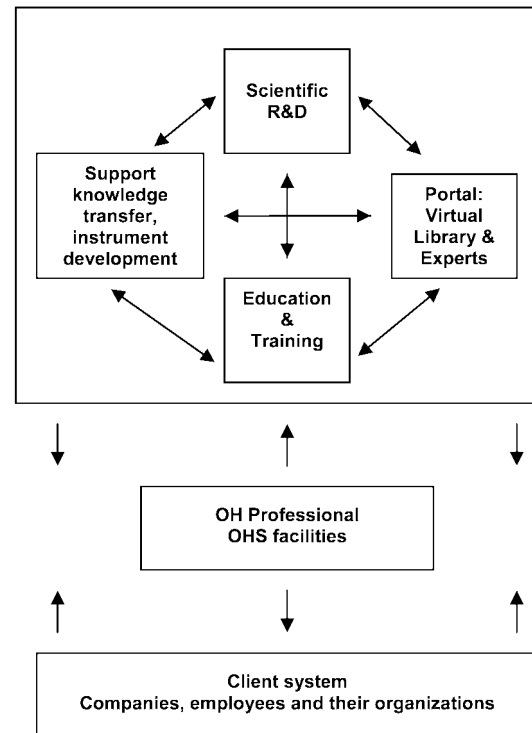 Scientific
R&D
Support
knowledge
transfer,
instrument
development
Portal:
Virtual
Library &
Experts
Education
&
Training
OH Professional
OHS facilities
Client system
Companies, employees and their organizations